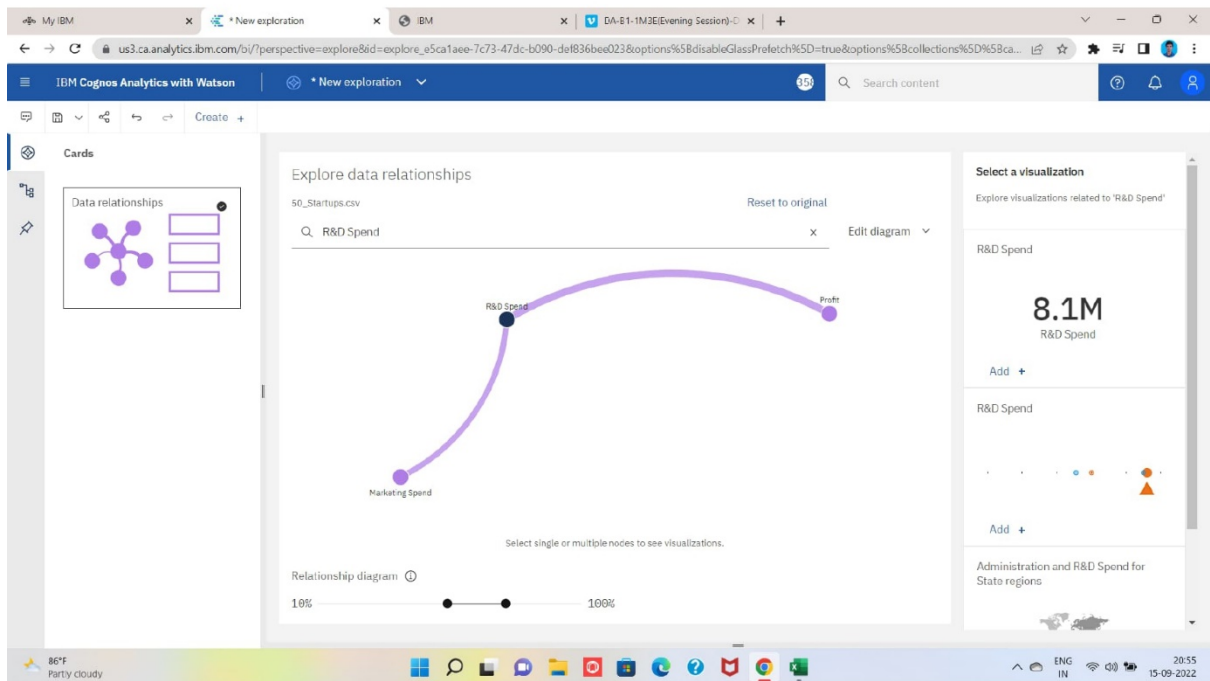 My IBM
* New exploration
IBM
DA-B1-1M3E(Evening Session)-D
us3.ca.analytics.ibm.com/bi/?perspective=explore&id=explore_e5ca1aee-7c73-47dc-b090-def836bee023&options%5BdisableGlassPrefetch%5D=true&options%5Bcollections%5D%5Bca...
IBM Cognos Analytics with Watson
* New exploration
Search content
Create +
Cards
Data relationships
Explore data relationships
50_Startups.csv
Reset to original
R&D Spend
x
Edit diagram
R&D Spend
Profit
Marketing Spend
Select single or multiple nodes to see visualizations.
Relationship diagram
10%
100%
Select a visualization
Explore visualizations related to 'R&D Spend'
R&D Spend
8.1M
R&D Spend
Add +
R&D Spend
Add +
Administration and R&D Spend for
State regions
86°F
Partly cloudy
ENG
IN
20:55
15-09-2022